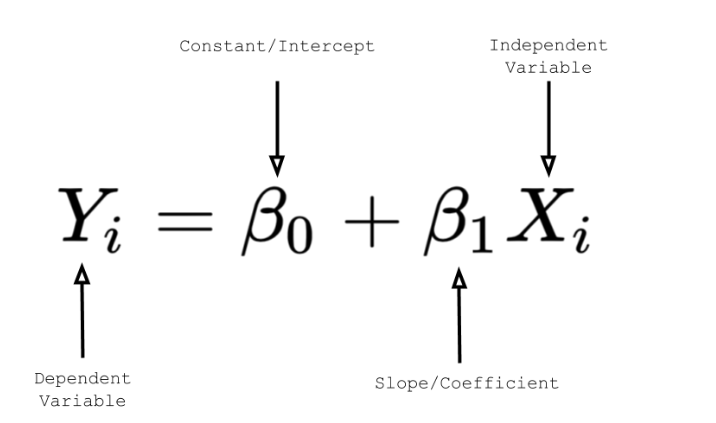 Constant/Intercept
Independent
Variable
Yᵢ = β₀ + β₁Xᵢ
Dependent
Variable
Slope/Coefficient